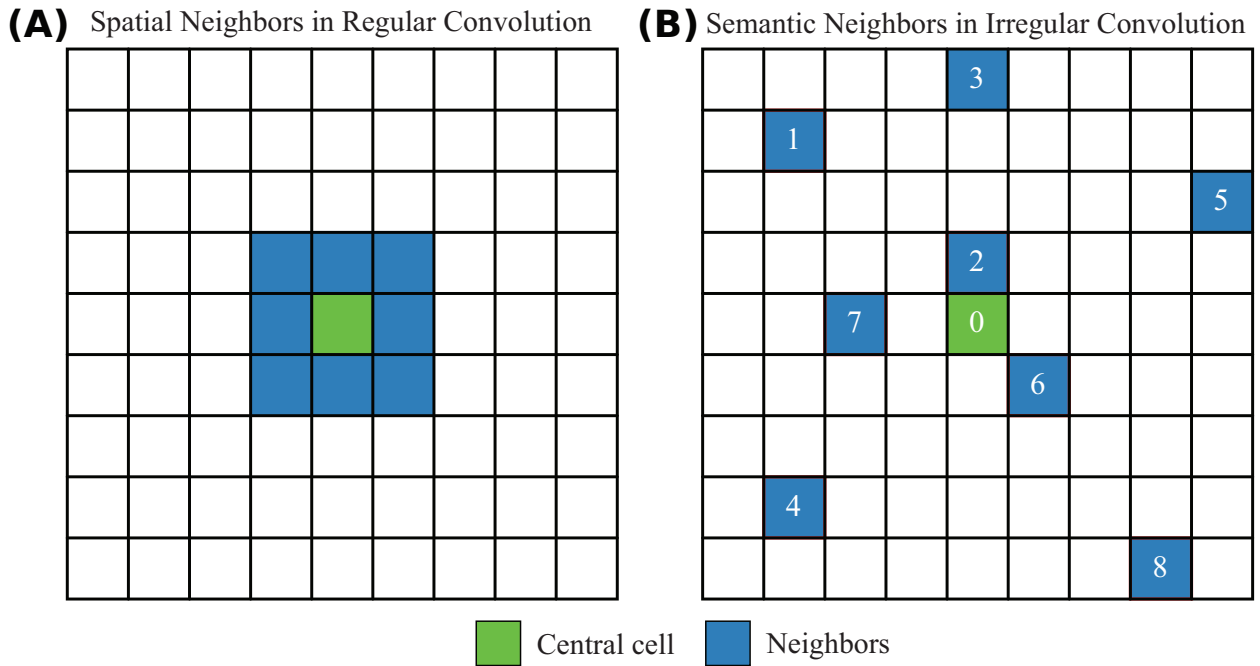 (A) Spatial Neighbors in Regular Convolution
(B) Semantic Neighbors in Irregular Convolution
3
1
5
2
7 0
6
4
8
Central cell
Neighbors